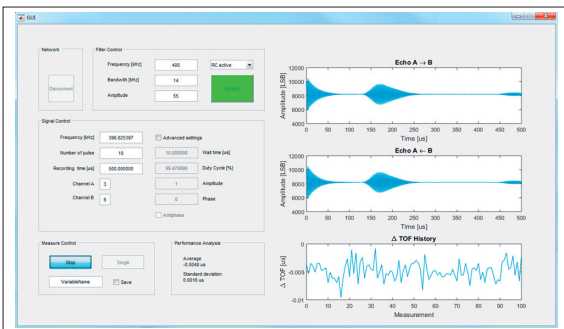 GUI
Network
Disconnect
Filter Control
Frequency [kHz]
400
RC active
Bandwith [kHz]
14
Amplitude
55
Update
Signal Control
Frequency [kHz]
396.825397
Advanced settings
Number of pulse
10
10.000000
Wait time [us]
Recording time [us]
500.000000
Duty Cycle [%]
Channel A
3
1
Amplitude
Channel B
6
0
Phase
Antiphase
Measure Control
Stop
Single
VariableName
Save
Performance Analysis
Average
-0.0048 us
Standard deviation
0.0016 us
Echo A → B
Amplitude [LSB]
12000
10000
8000
6000
4000
0 50 100 150 200 250 300 350 400 450 500
Time [us]
Echo A ← B
Amplitude [LSB]
12000
10000
8000
6000
4000
0 50 100 150 200 250 300 350 400 450 500
Time [us]
Δ TOF History
Δ TOF [us]
0
-0.005
-0.01
0 10 20 30 40 50 60 70 80 90 100
Measurement